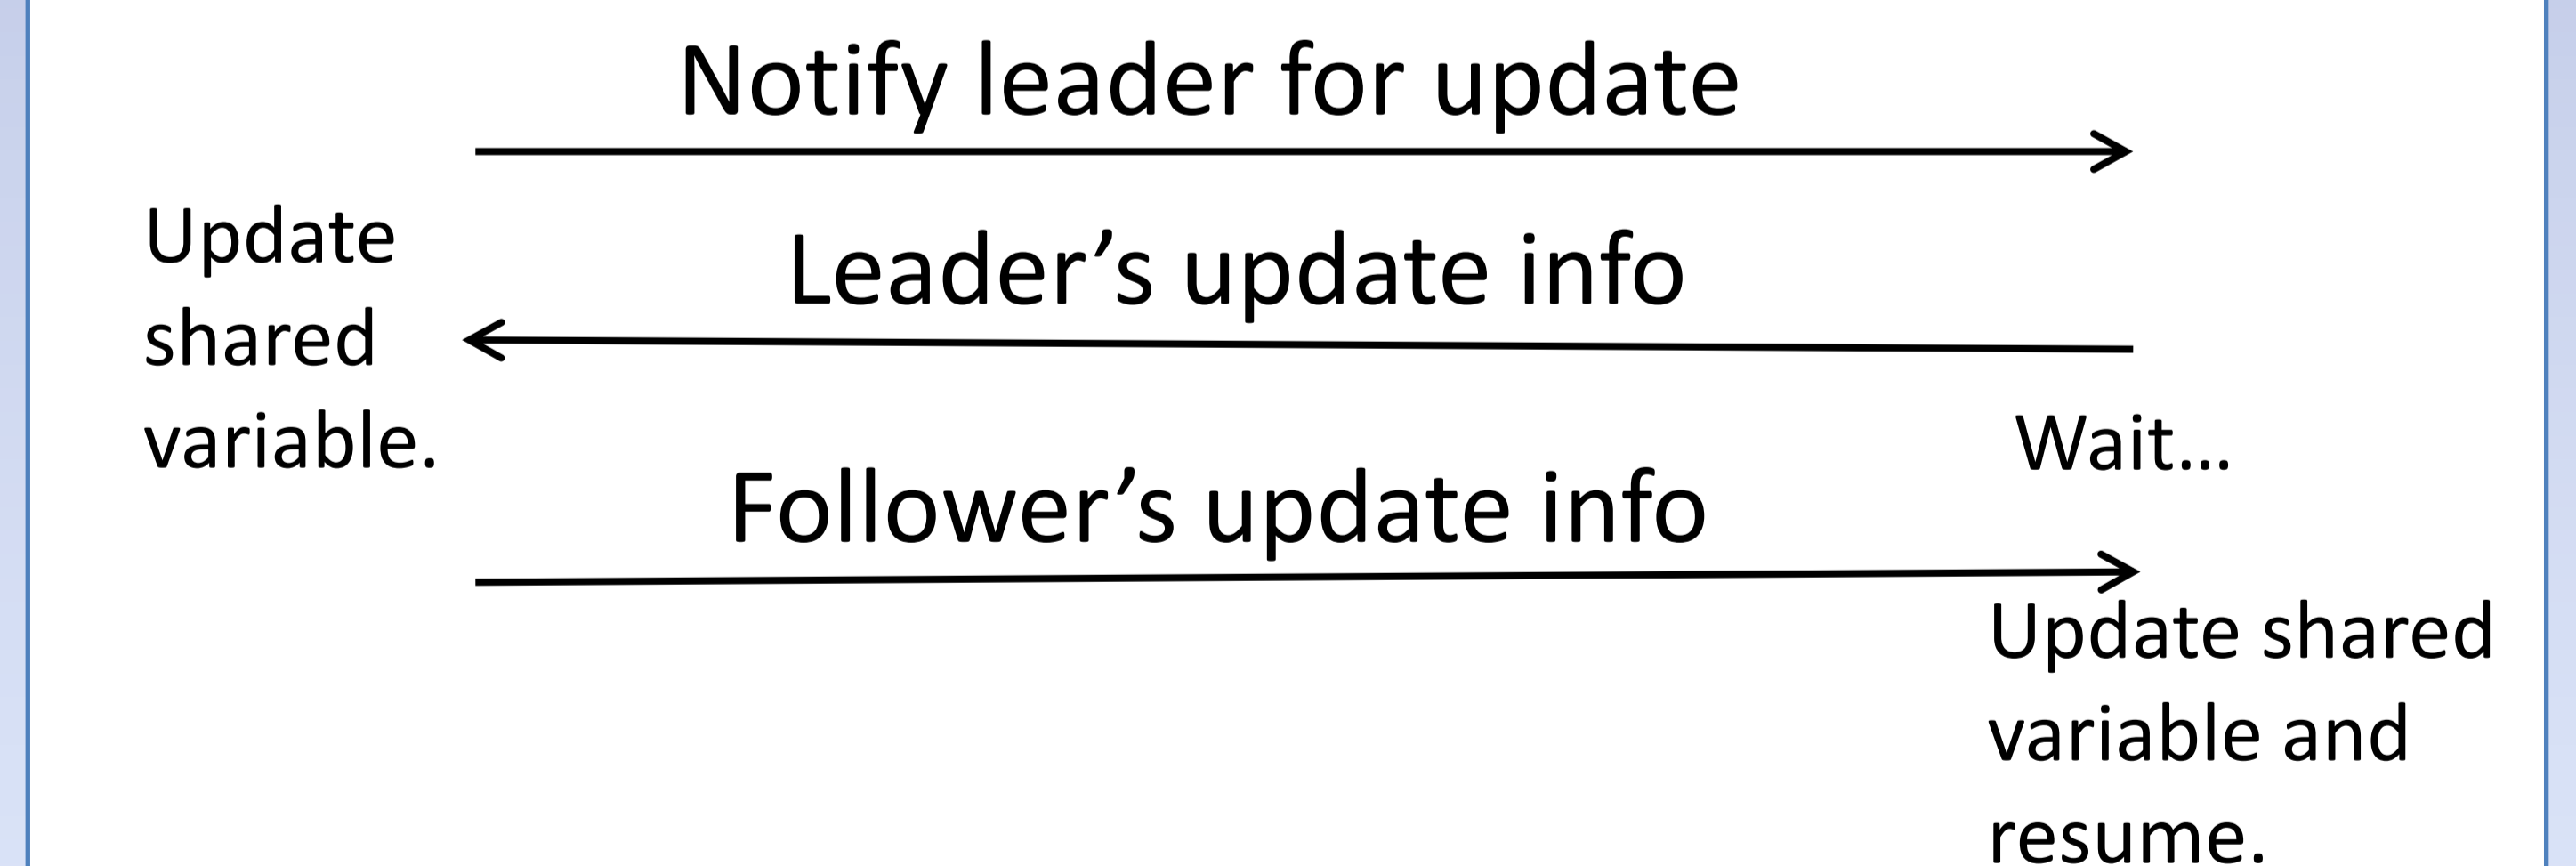 Notify leader for update
Update
shared
variable.
Leader’s update info
Wait...
Follower’s update info
Update shared
variable and
resume.